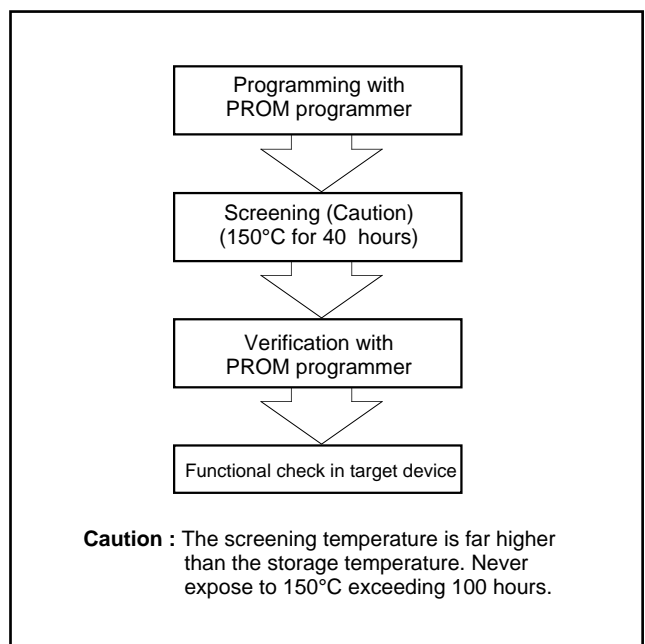 Programming with
PROM programmer
Screening (Caution)
(150°C for 40 hours)
Verification with
PROM programmer
Functional check in target device
Caution : The screening temperature is far higher
than the storage temperature. Never
expose to 150°C exceeding 100 hours.